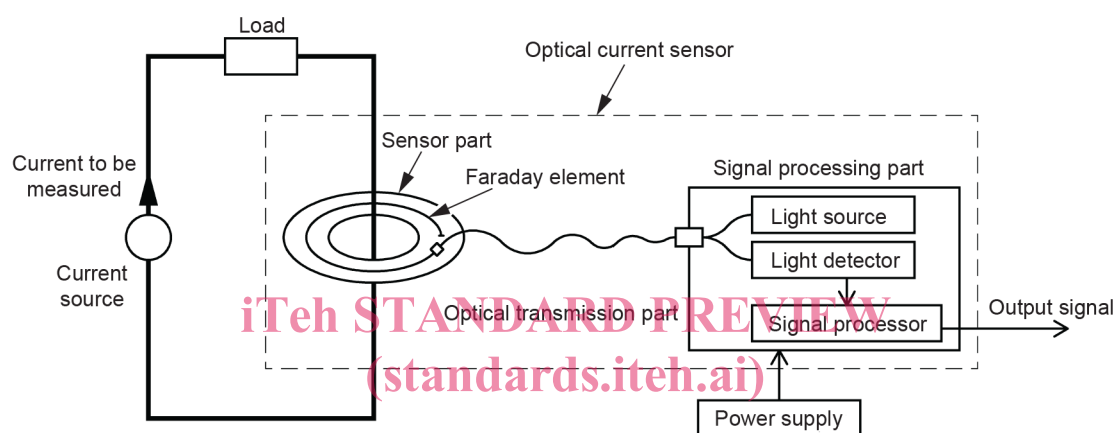 Load
Optical current sensor
Sensor part
Current to be
measured
Faraday element
Signal processing part
Light source
Light detector
Current
source
Optical transmission part
Signal processor
Output signal
iTeh STANDARD PREVIEW
(standards.iteh.ai)
Power supply